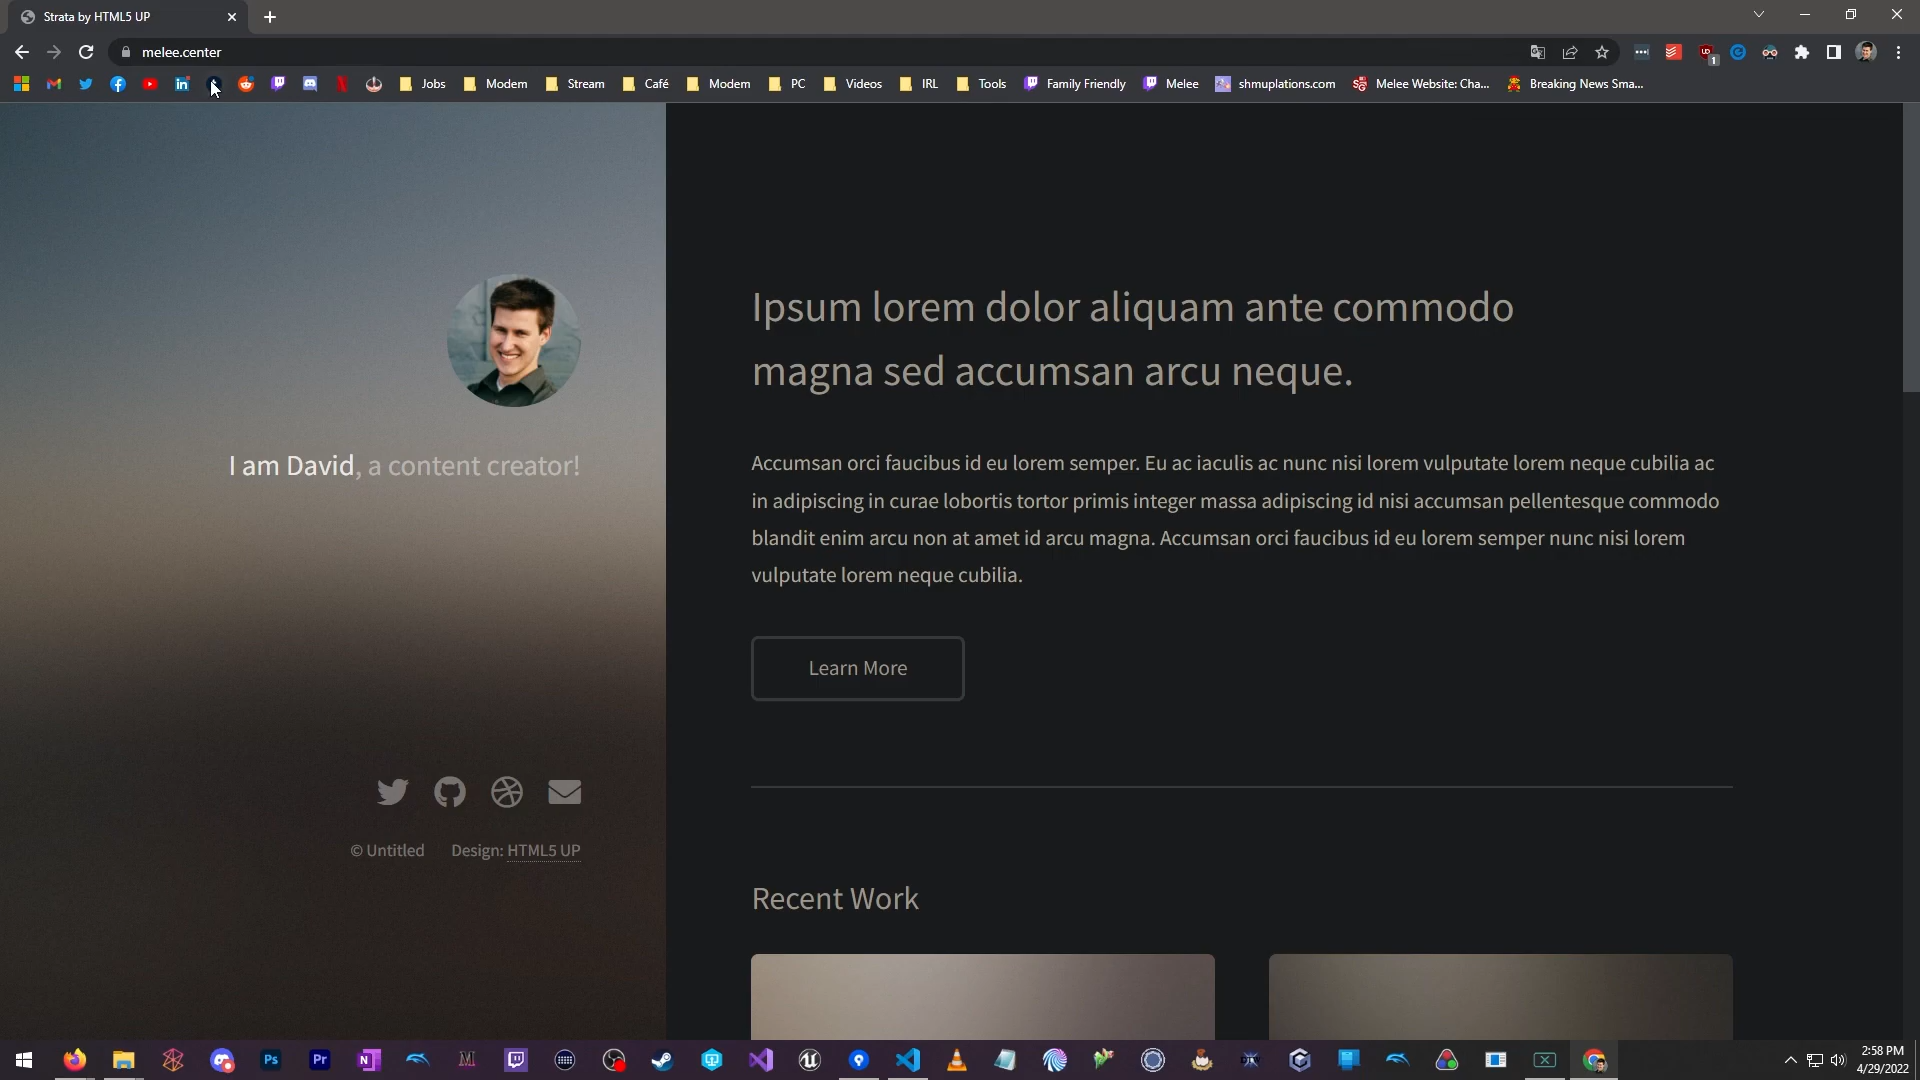 Strata by HTML5 UP
melee.center
Jobs
Modem
Stream
Café
Modem
PC
Videos
IRL
Tools
Family Friendly
Melee
shmuplations.com
Melee Website: Cha...
Breaking News Sma...
Ipsum lorem dolor aliquam ante commodo
magna sed accumsan arcu neque.
I am David, a content creator!
Accumsan orci faucibus id eu lorem semper. Eu ac iaculis ac nunc nisi lorem vulputate lorem neque cubilia ac
in adipiscing in curae lobortis tortor primis integer massa adipiscing id nisi accumsan pellentesque commodo
blandit enim arcu non at amet id arcu magna. Accumsan orci faucibus id eu lorem semper nunc nisi lorem
vulputate lorem neque cubilia.
Learn More
© Untitled
Design: HTML5 UP
Recent Work
2:58 PM
4/29/2022